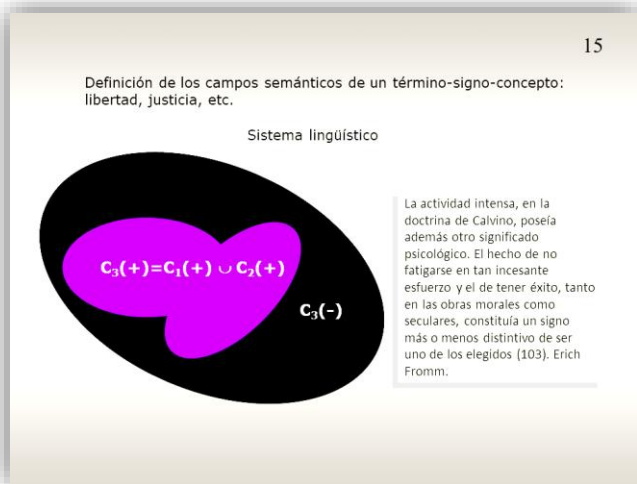 15
Definición de los campos semánticos de un término-signo-concepto:
libertad, justicia, etc.
Sistema lingüístico
C₃(+)=C₁(+) ∪ C₂(+)
C₃(-)
La actividad intensa, en la
doctrina de Calvino, poseía
además otro significado
psicológico. El hecho de no
fatigarse en tan incesante
esfuerzo y el de tener éxito, tanto
en las obras morales como
seculares, constituía un signo
más o menos distintivo de ser
uno de los elegidos (103). Erich
Fromm.